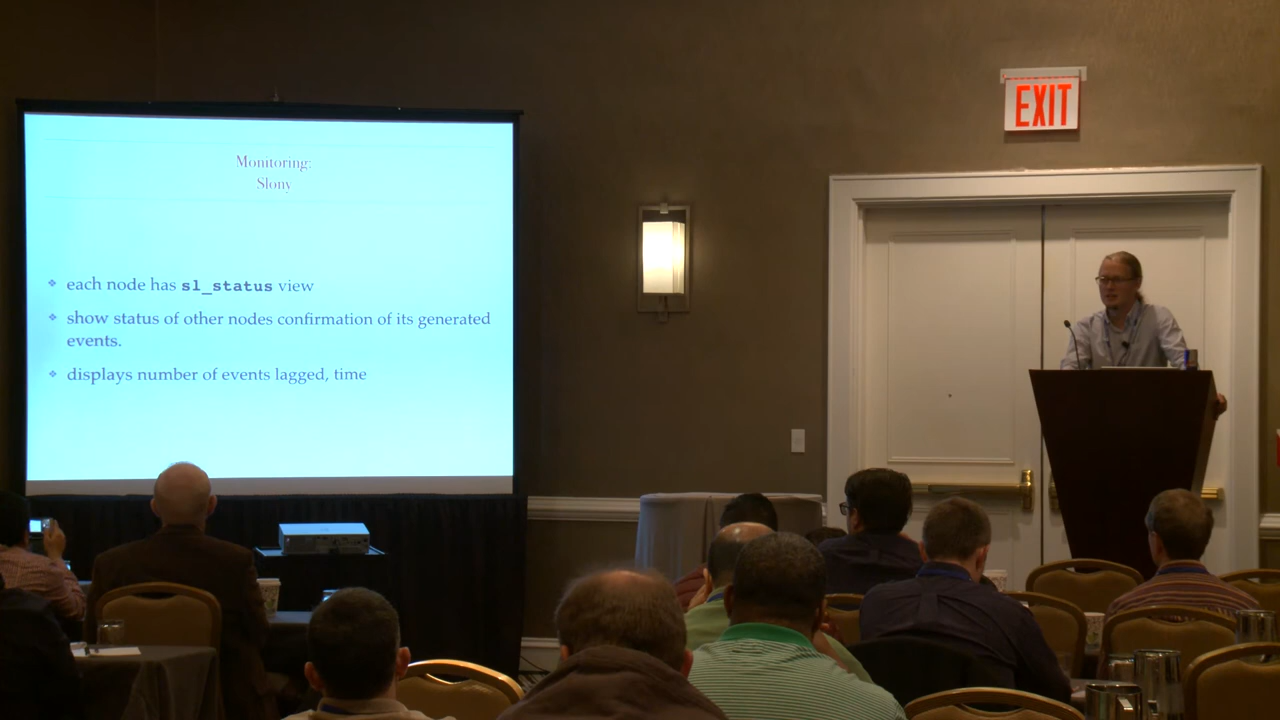 Monitoring:
Slony
❖ each node has sl_status view
❖ show status of other nodes confirmation of its generated
events.
❖ displays number of events lagged, time
EXIT